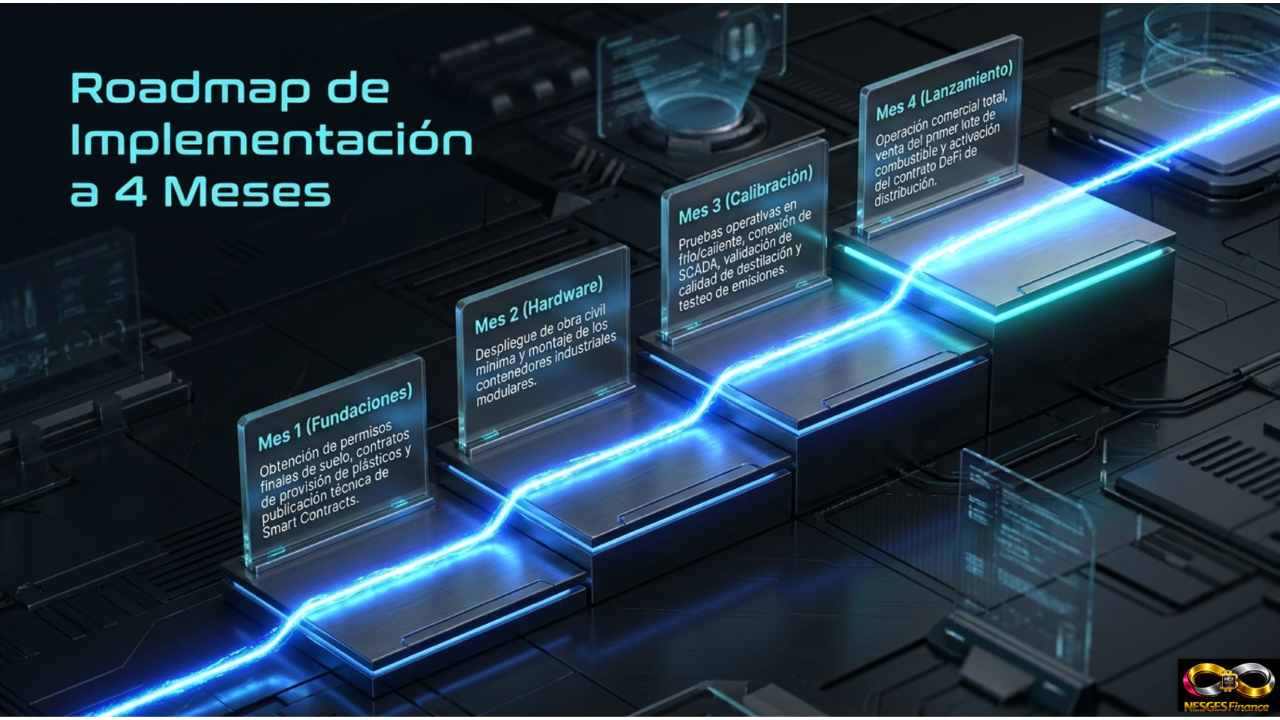 Roadmap de
Implementación
a 4 Meses
Mes 1 (Fundaciones)
Obtención de permisos
finales de suelo, contratos
de provisión de plásticos y
publicación técnica de
Smart Contracts.
Mes 2 (Hardware)
Despliegue de obra civil
mínima y montaje de los
contenedores industriales
modulares.
Mes 3 (Calibración)
Pruebas operativas en
frío/caliente, conexión de
SCADA, validación de
calidad de destilación y
testeo de emisiones.
Mes 4 (Lanzamiento)
Operación comercial total,
venta del primer lote de
combustible y activación
del contrato DeFi de
distribución.
NESGES Finance